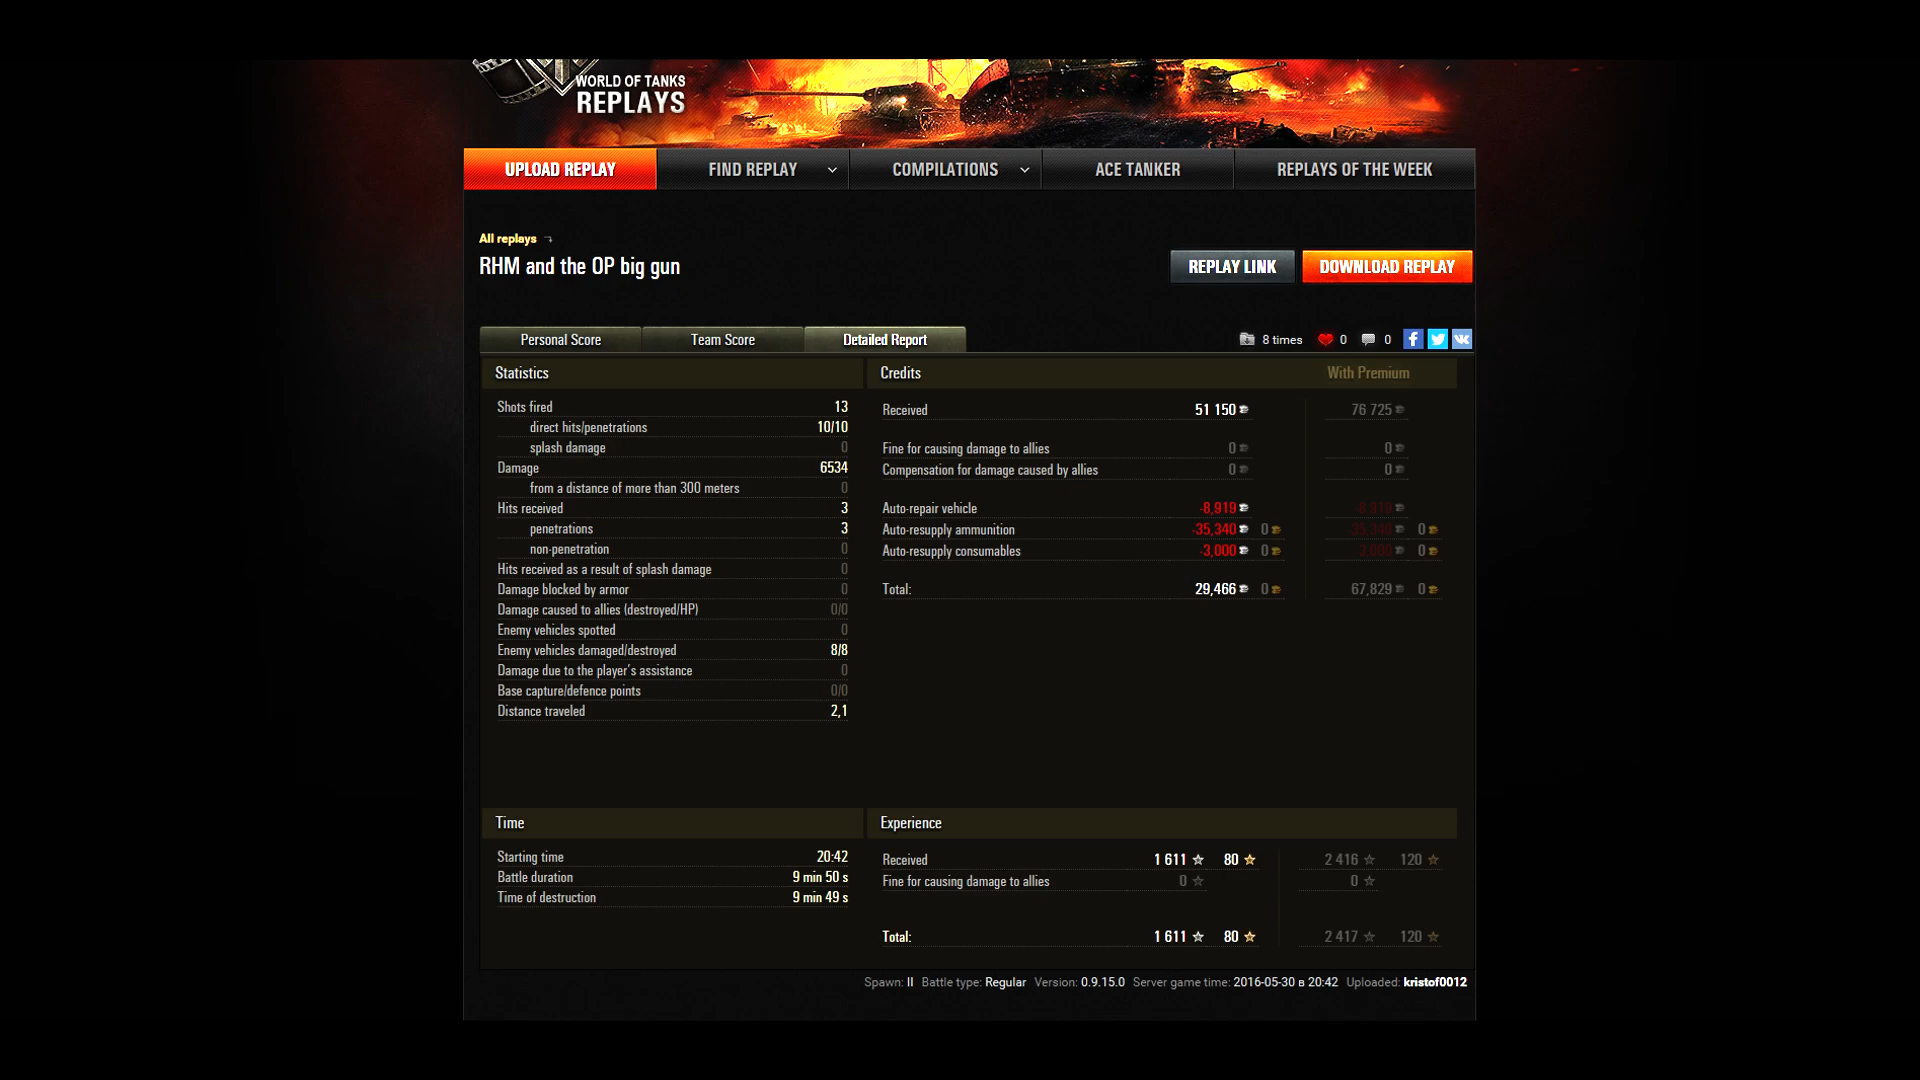 WORLD OF TANKS
REPLAYS
UPLOAD REPLAY FIND REPLAY COMPILATIONS ACE TANKER REPLAYS OF THE WEEK
All replays
RHM and the OP big gun
REPLAY LINK DOWNLOAD REPLAY
Personal Score Team Score Detailed Report 8 times 0 0
Statistics
Shots fired 13
direct hits/penetrations 10/10
splash damage 0
Damage 6534
from a distance of more than 300 meters 0
Hits received 3
penetrations 3
non-penetration 0
Hits received as a result of splash damage 0
Damage blocked by armor 0
Damage caused to allies (destroyed/HP) 0/0
Enemy vehicles spotted 0
Enemy vehicles damaged/destroyed 8/8
Damage due to the player's assistance 0
Base capture/defence points 0/0
Distance traveled 2,1
Credits With Premium
Received 51 150 76 725
Fine for causing damage to allies 0 0
Compensation for damage caused by allies 0 0
Auto-repair vehicle -8,919 -8,919
Auto-resupply ammunition -35,340 0 -35,340 0
Auto-resupply consumables -3,000 0 -3,000 0
Total: 29,466 0 67,829 0
Time
Starting time 20:42
Battle duration 9 min 50 s
Time of destruction 9 min 49 s
Experience
Received 1 611 80 2 416 120
Fine for causing damage to allies 0 0
Total: 1 611 80 2 417 120
Spawn: II Battle type: Regular Version: 0.9.15.0 Server game time: 2016-05-30 в 20:42 Uploaded: kristof0012